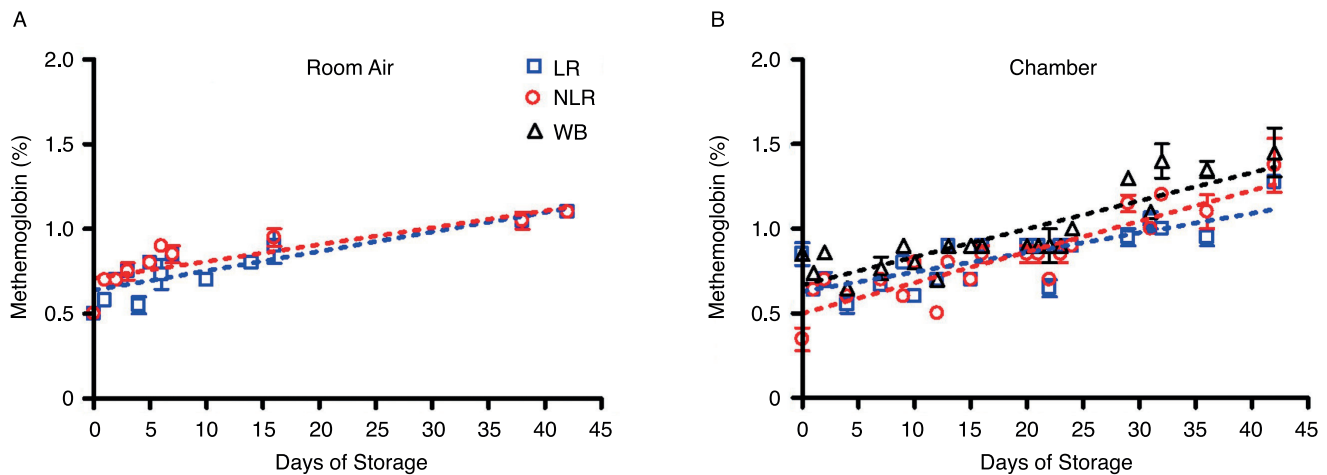 A
Room Air
LR
NLR
WB
Methemoglobin (%)
2.0
1.5
1.0
0.5
0
0 5 10 15 20 25 30 35 40 45
Days of Storage
B
Chamber
Methemoglobin (%)
2.0
1.5
1.0
0.5
0
0 5 10 15 20 25 30 35 40 45
Days of Storage